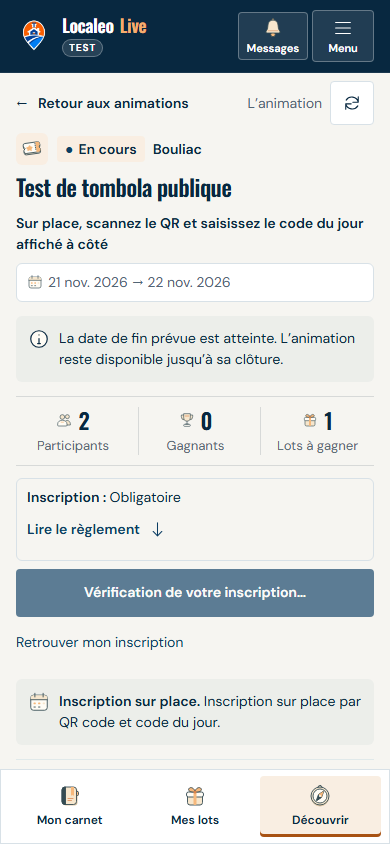 Localeo Live
TEST
Messages
Menu
← Retour aux animations
L’animation
• En cours
Bouliac
Test de tombola publique
Sur place, scannez le QR et saisissez le code du jour
affiché à côté
21 nov. 2026 → 22 nov. 2026
La date de fin prévue est atteinte. L’animation
reste disponible jusqu’à sa clôture.
2
Participants
0
Gagnants
1
Lots à gagner
Inscription : Obligatoire
Lire le règlement ↓
Vérification de votre inscription…
Retrouver mon inscription
Inscription sur place. Inscription sur place par
QR code et code du jour.
Mon carnet
Mes lots
Découvrir